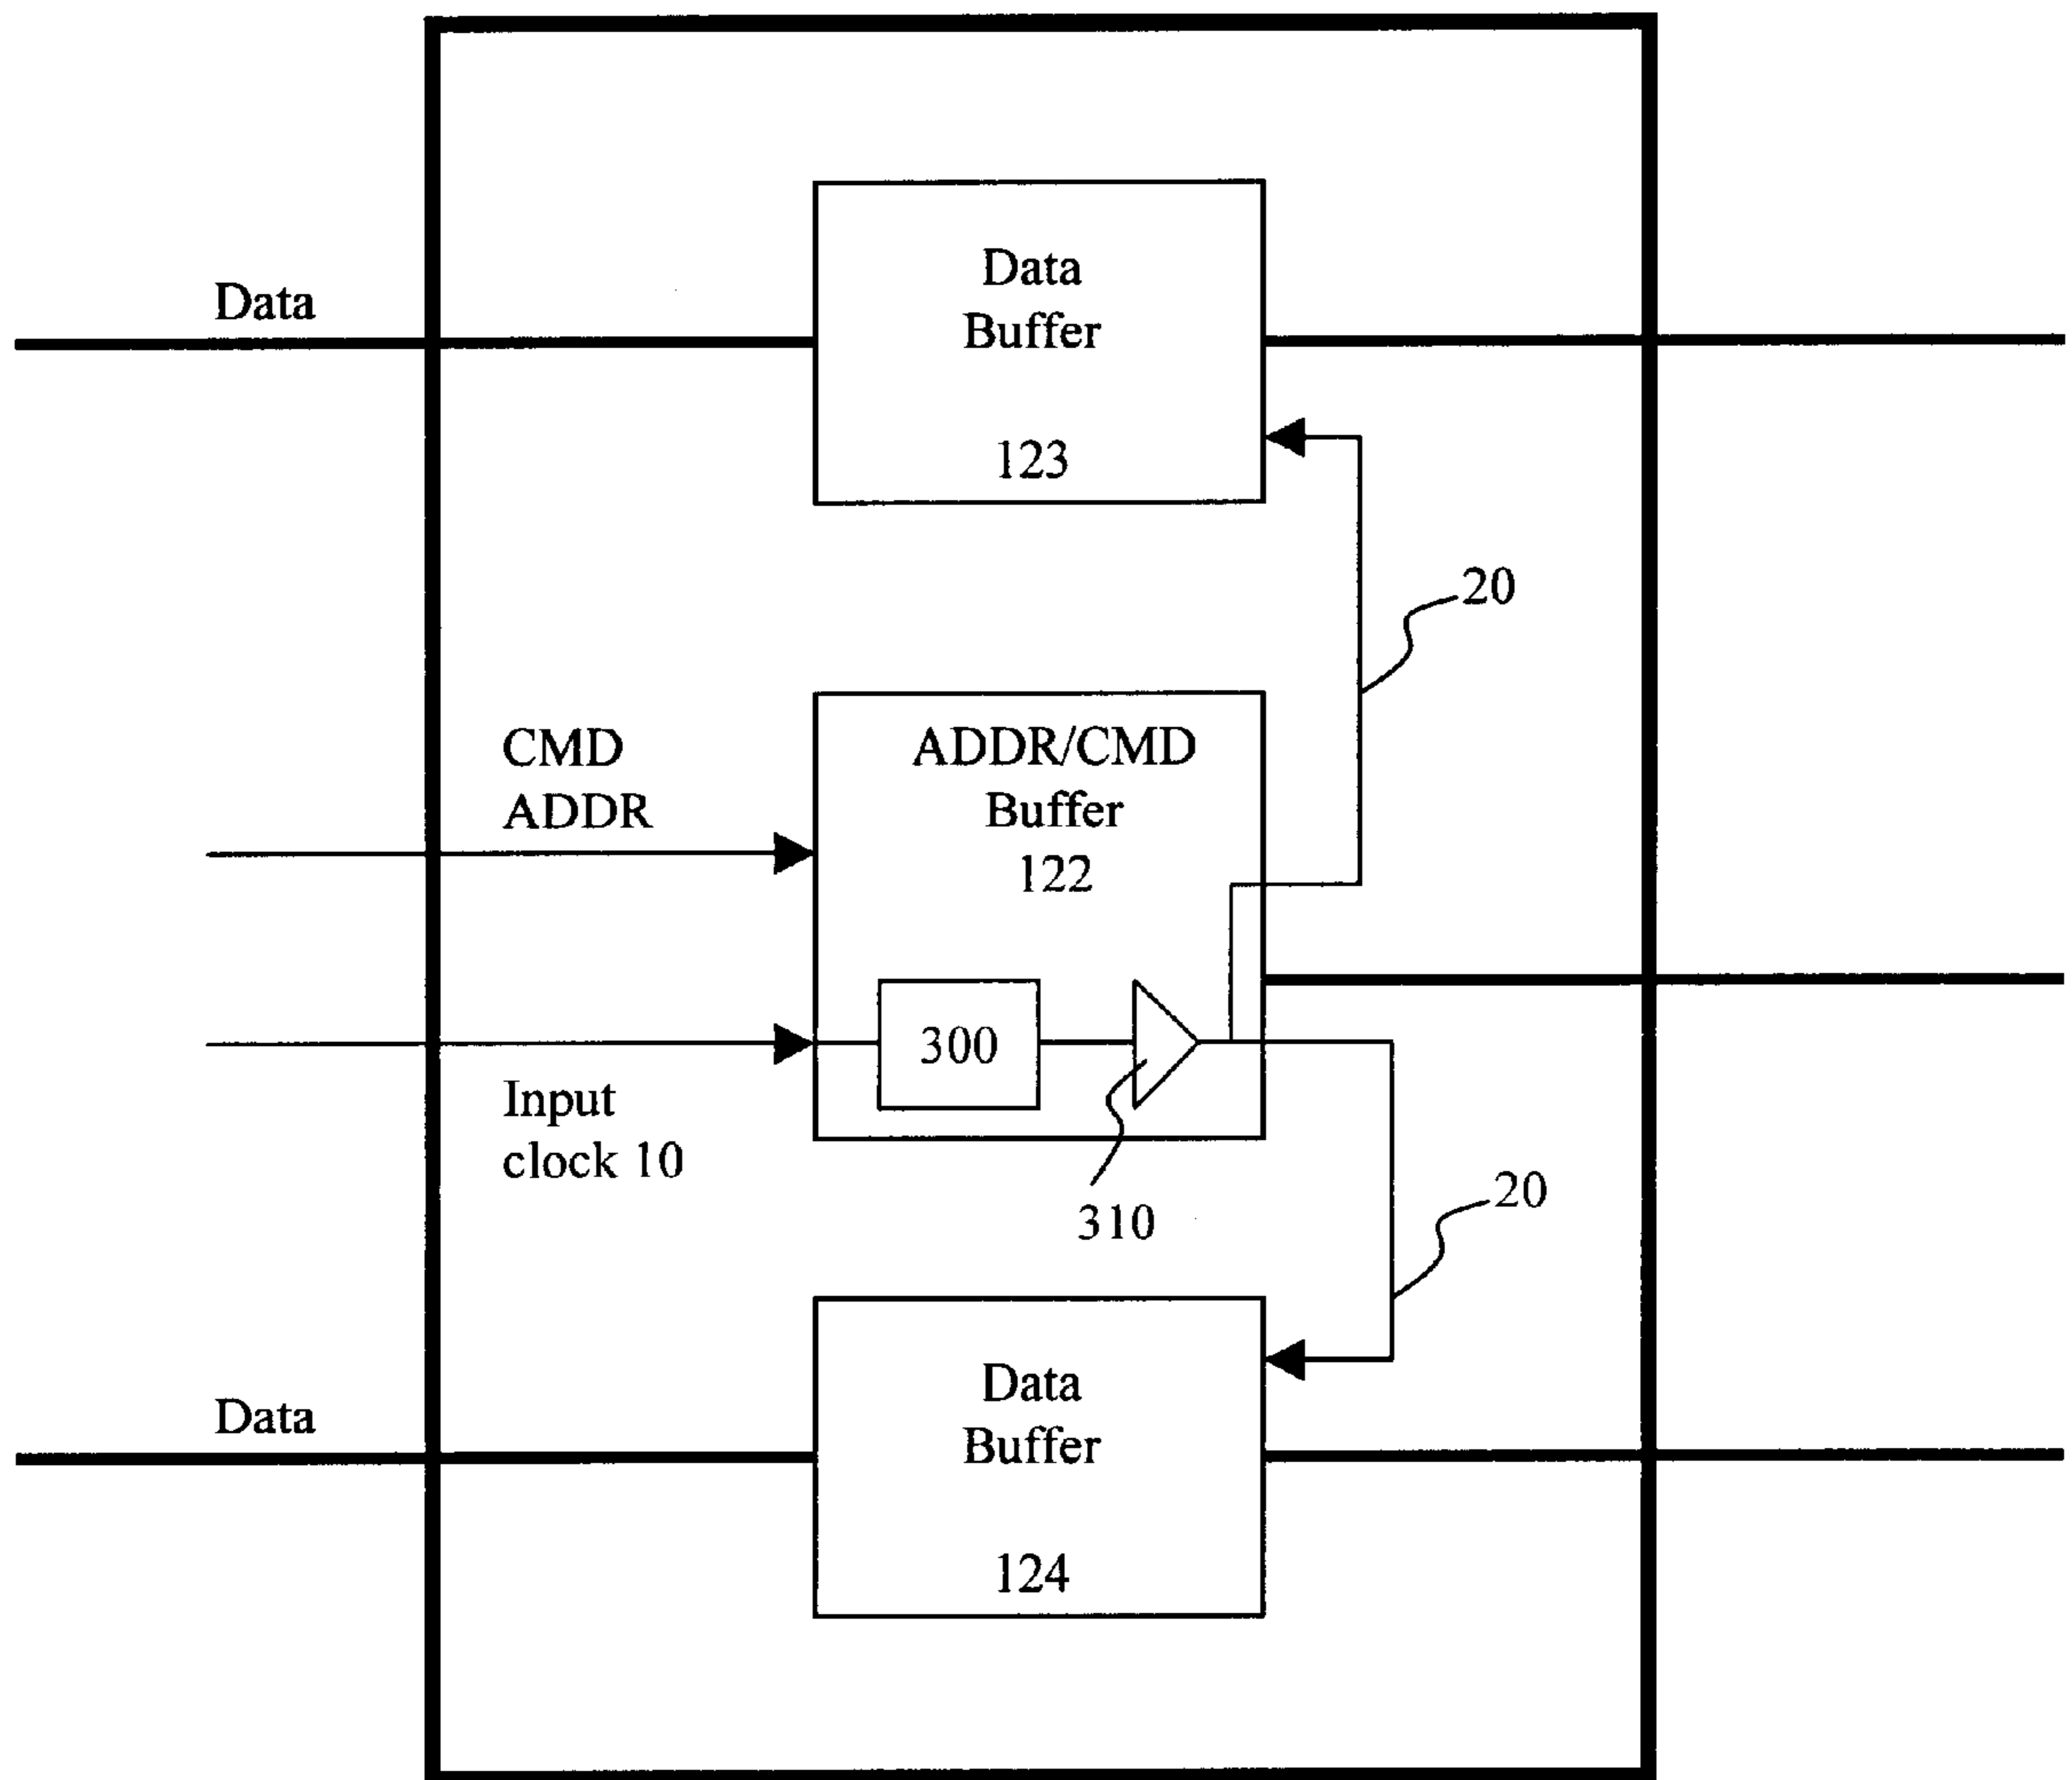 Data
Data
Buffer
123
20
CMD
ADDR
ADDR/CMD
Buffer
122
300
Input
clock 10
310
20
Data
Data
Buffer
124